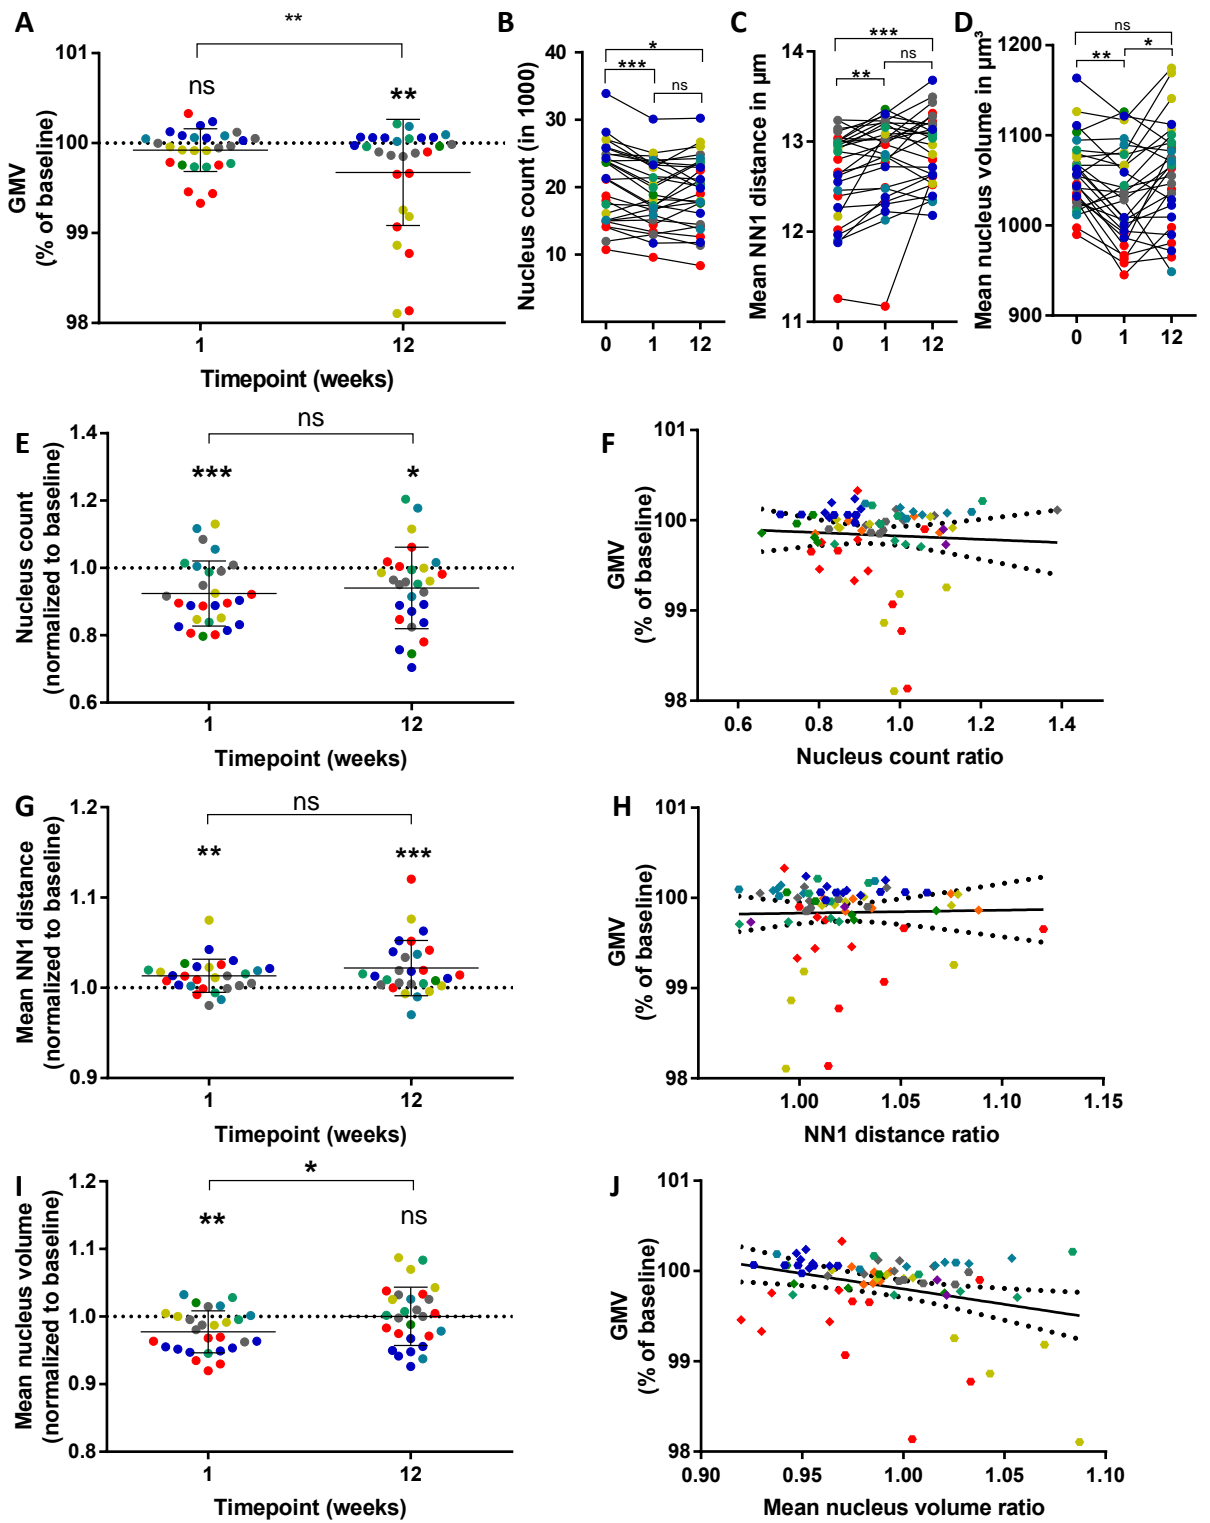 A
**
101
100
99
98
GMV
(% of baseline)
ns
**
1
12
Timepoint (weeks)
B
*
***
ns
40
30
20
10
Nucleus count (in 1000)
0
1
12
C
***
ns
**
14
13
12
11
Mean NN1 distance in µm
0
1
12
D
ns
*
**
1200
1100
1000
900
Mean nucleus volume in µm³
0
1
12
E
ns
1.4
1.2
1.0
0.8
0.6
Nucleus count
(normalized to baseline)
***
*
1
12
Timepoint (weeks)
F
101
100
99
98
GMV
(% of baseline)
0.6
0.8
1.0
1.2
1.4
Nucleus count ratio
G
ns
1.2
1.1
1.0
0.9
Mean NN1 distance
(normalized to baseline)
**
***
1
12
Timepoint (weeks)
H
101
100
99
98
GMV
(% of baseline)
1.00
1.05
1.10
1.15
NN1 distance ratio
I
*
1.2
1.1
1.0
0.9
0.8
Mean nucleus volume
(normalized to baseline)
**
ns
1
12
Timepoint (weeks)
J
101
100
99
98
GMV
(% of baseline)
0.90
0.95
1.00
1.05
1.10
Mean nucleus volume ratio